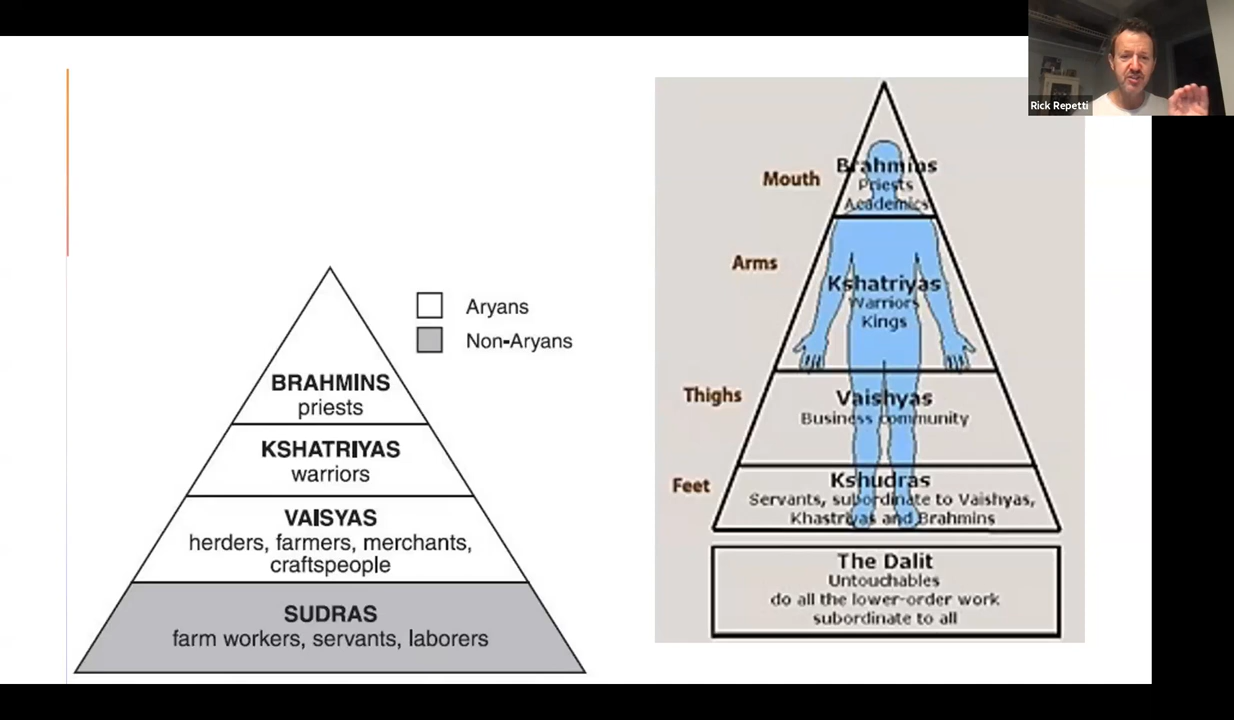 Rick Repetti
Aryans
Non-Aryans
BRAHMINS
priests
KSHATRIYAS
warriors
VAISYAS
herders, farmers, merchants,
craftspeople
SUDRAS
farm workers, servants, laborers
Mouth
Brahmins
Priests
Academics
Arms
Kshatriyas
Warriors
Kings
Thighs
Vaishyas
Business community
Feet
Kshudras
Servants, subordinate to Vaishyas,
Khastriyas and Brahmins
The Dalit
Untouchables
do all the lower-order work
subordinate to all